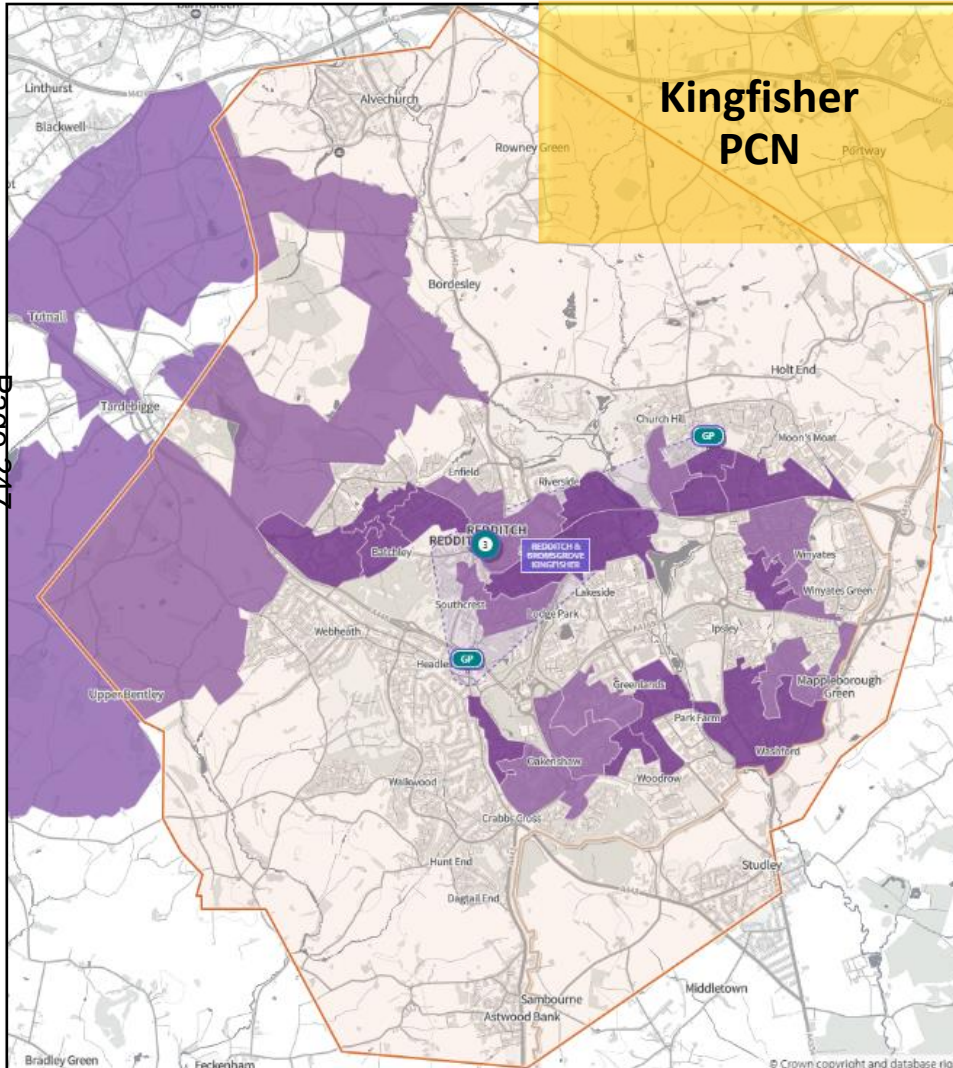 Kingfisher
PCN
Linthurst
Blackwell
Alvechurch
Rowney Green
Portway
Bordesley
Tutnall
Holt End
Tardebigge
Church Hill
Moon's Moat
GP
Enfield
Riverside
REDDITCH
3
Batchley
REDDITCH &
BROMSGROVE
KINGFISHER
Winyates
Winyates Green
Lakeside
Southcrest
Lodge Park
Webheath
Ipsley
GP
Greenlands
Mappleborough
Green
Upper Bentley
Park Farm
Washford
Oakenshaw
Woodrow
Walkwood
Crabbs Cross
Hunt End
Studley
Dagtail End
Middletown
Sambourne
Astwood Bank
Bradley Green
Feckenham
© Crown copyright and database
Page 247